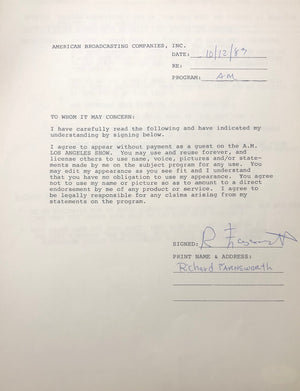 AMERICAN BROADCASTING COMPANIES, INC.
DATE: 10/12/89
RE:
PROGRAM: A.M.
TO WHOM IT MAY CONCERN:
I have carefully read the following and have indicated my
understanding by signing below.
I agree to appear without payment as a guest on the A.M.
LOS ANGELES SHOW. You may use and reuse forever, and
license others to use name, voice, pictures and/or state-
ments made by me on the subject program for any use. You
may edit my appearance as you see fit and I understand
that you have no obligation to use my appearance. You agree
not to use my name or picture so as to amount to a direct
endorsement by me of any product or service. I agree to
be legally responsible for any claims arising from my
statements on the program.
SIGNED: R Farnsworth
PRINT NAME & ADDRESS:
Richard FARNSWORTH